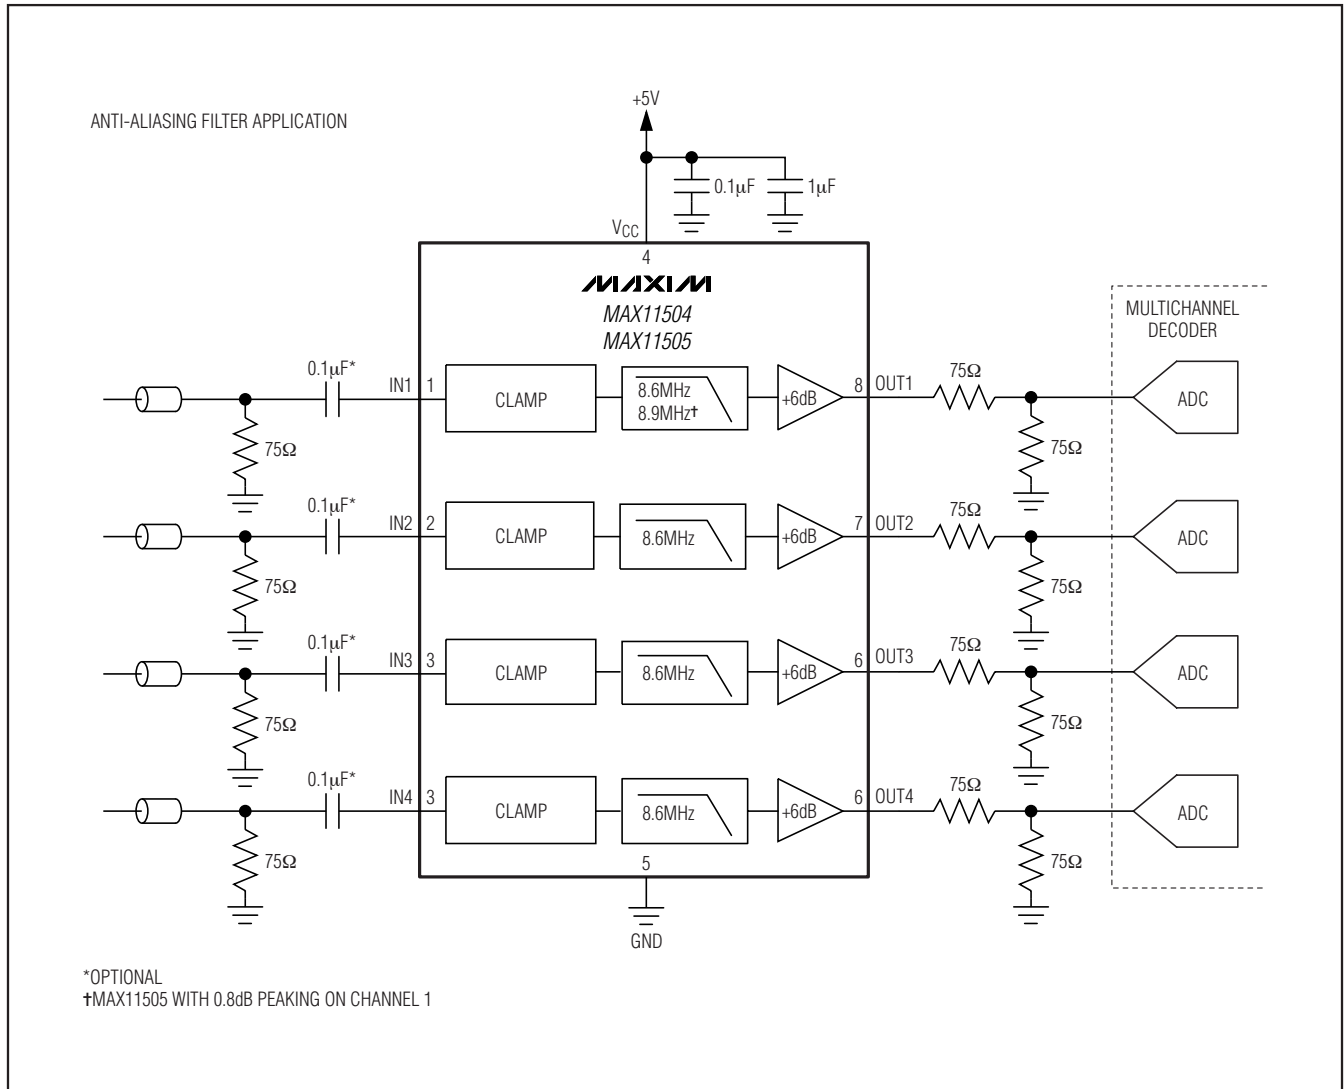 ANTI-ALIASING FILTER APPLICATION
+5V
0.1μF
1μF
VCC
4
MAXIM
MAX11504
MAX11505
MULTICHANNEL
DECODER
0.1μF*
IN1
1
CLAMP
8.6MHz
8.9MHz†
+6dB
8
OUT1
75Ω
ADC
75Ω
75Ω
0.1μF*
IN2
2
CLAMP
8.6MHz
+6dB
7
OUT2
75Ω
ADC
75Ω
75Ω
0.1μF*
IN3
3
CLAMP
8.6MHz
+6dB
6
OUT3
75Ω
ADC
75Ω
75Ω
0.1μF*
IN4
3
CLAMP
8.6MHz
+6dB
6
OUT4
75Ω
ADC
75Ω
75Ω
5
GND
*OPTIONAL
†MAX11505 WITH 0.8dB PEAKING ON CHANNEL 1